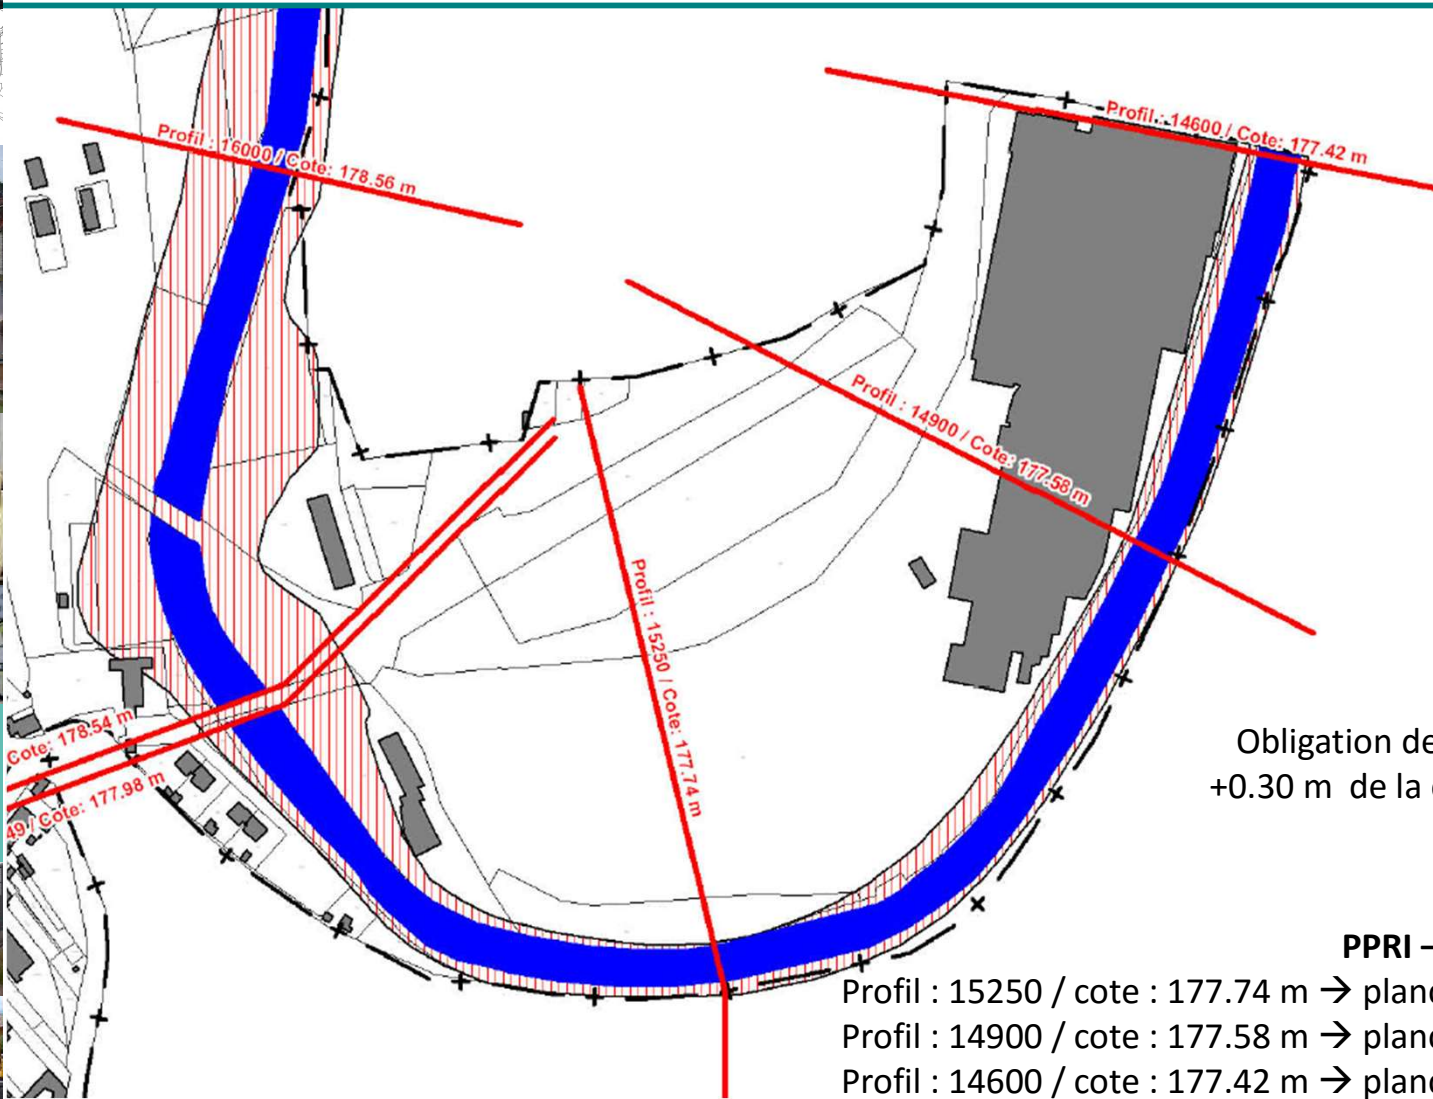 Profil : 14600 / Cote: 177.42 m
Profil : 16000 / Cote: 178.56 m
Profil : 14900 / Cote: 177.58 m
Profil : 15250 / Cote: 177.74 m
Cote: 178.54 m
49 / Cote: 177.98 m
Obligation de
+0.30 m de la
PPRI –
Profil : 15250 / cote : 177.74 m → planc
Profil : 14900 / cote : 177.58 m → planc
Profil : 14600 / cote : 177.42 m → planc